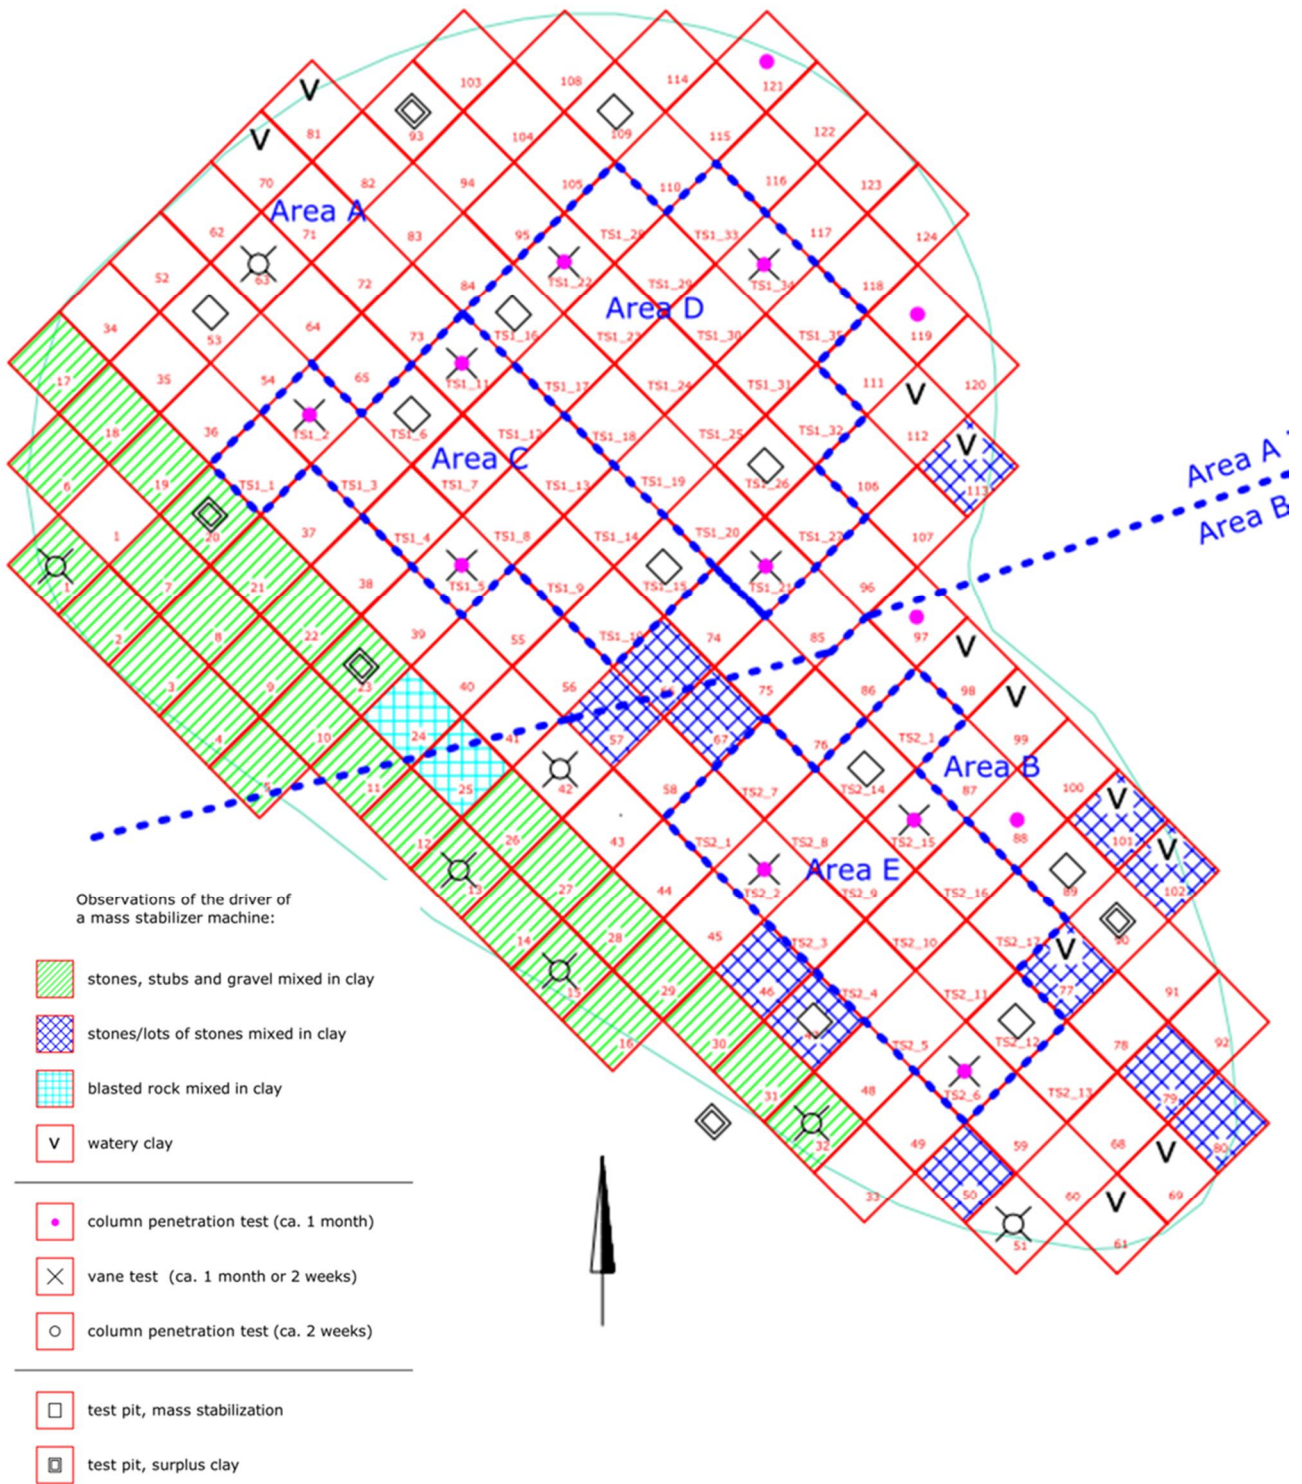 103
108
114
121
V
81
93
104
109
115
122
V
70
82
94
105
110
116
123
Area A
62
71
83
95
TS1_28
TS1_33
117
124
52
63
72
84
TS1_22
TS1_29
TS1_34
118
Area D
34
53
64
73
TS1_16
TS1_23
TS1_30
TS1_35
119
17
35
54
65
TS1_11
TS1_17
TS1_24
TS1_31
111
120
V
18
36
TS1_2
TS1_6
TS1_12
TS1_18
TS1_25
TS1_32
112
V
Area C
6
19
TS1_1
TS1_3
TS1_7
TS1_13
TS1_19
TS1_26
106
113
Area A
Area B
1
20
37
TS1_4
TS1_8
TS1_14
TS1_20
TS1_27
107
1
7
21
38
TS1_5
TS1_9
TS1_15
TS1_21
96
2
8
22
39
55
TS1_10
74
85
97
V
3
9
23
40
56
66
75
86
98
V
4
10
24
41
57
67
76
TS2_1
99
Area B
5
11
25
42
58
TS2_7
TS2_14
87
100
V
12
26
43
TS2_1
TS2_8
TS2_15
88
101
V
Area E
13
27
44
TS2_2
TS2_9
TS2_16
89
102
14
28
45
TS2_3
TS2_10
TS2_17
90
V
15
29
46
TS2_4
TS2_11
77
91
16
30
47
TS2_5
TS2_12
78
92
31
48
TS2_6
TS2_13
79
32
49
59
68
80
V
33
50
60
69
V
51
61
Observations of the driver of
a mass stabilizer machine:
stones, stubs and gravel mixed in clay
stones/lots of stones mixed in clay
blasted rock mixed in clay
V watery clay
column penetration test (ca. 1 month)
vane test (ca. 1 month or 2 weeks)
column penetration test (ca. 2 weeks)
test pit, mass stabilization
test pit, surplus clay